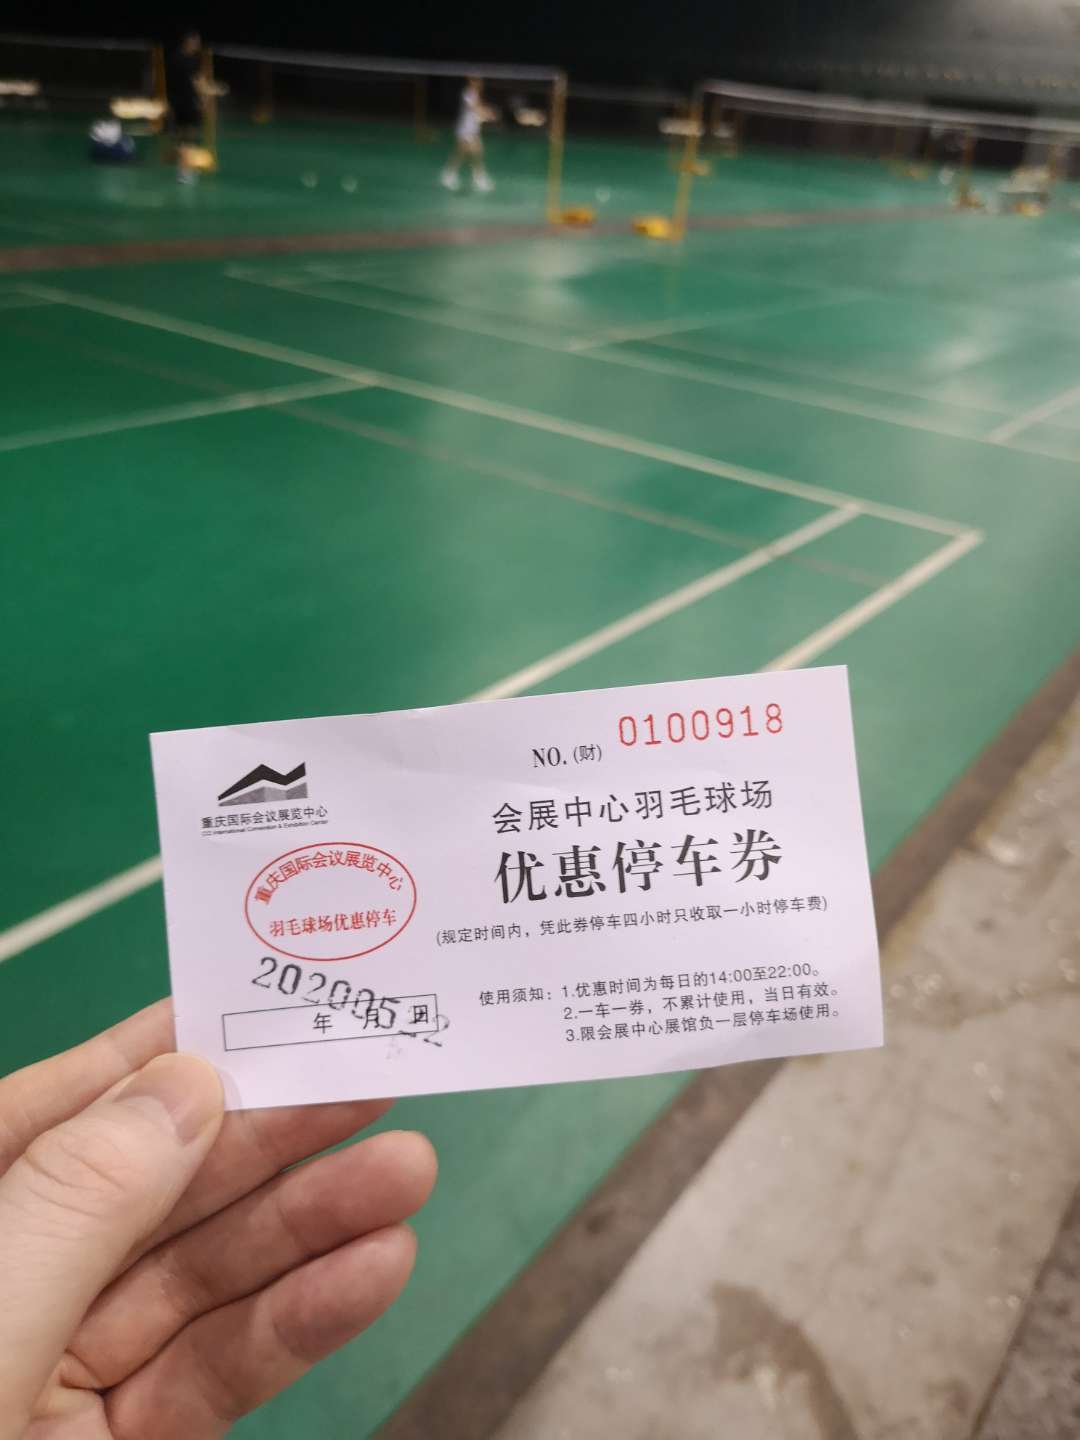 NO.(财) 0100918
重庆国际会议展览中心
CQ International Convention & Exhibition Center
会展中心羽毛球场
优惠停车券
(规定时间内，凭此券停车四小时只收取一小时停车费)
重庆国际会议展览中心
羽毛球场优惠停车
20200522
年 月 日
使用须知：1.优惠时间为每日的14:00至22:00。
2.一车一券，不累计使用，当日有效。
3.限会展中心展馆负一层停车场使用。